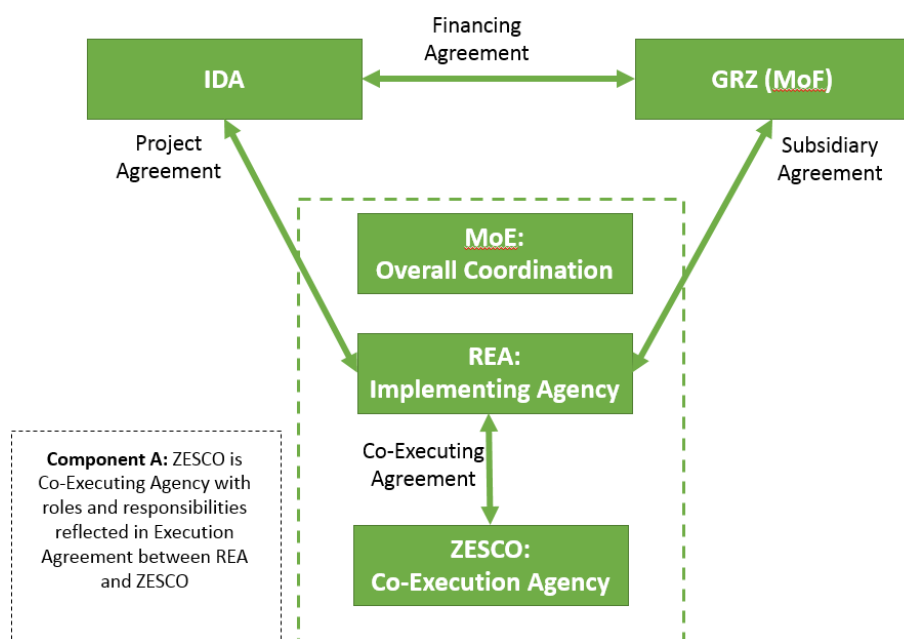 Financing
Agreement
IDA
GRZ (MoF)
Project
Agreement
Subsidiary
Agreement
MoE:
Overall Coordination
REA:
Implementing Agency
Co-Executing
Agreement
Component A: ZESCO is
Co-Executing Agency with
roles and responsibilities
reflected in Execution
Agreement between REA
and ZESCO
ZESCO:
Co-Execution Agency